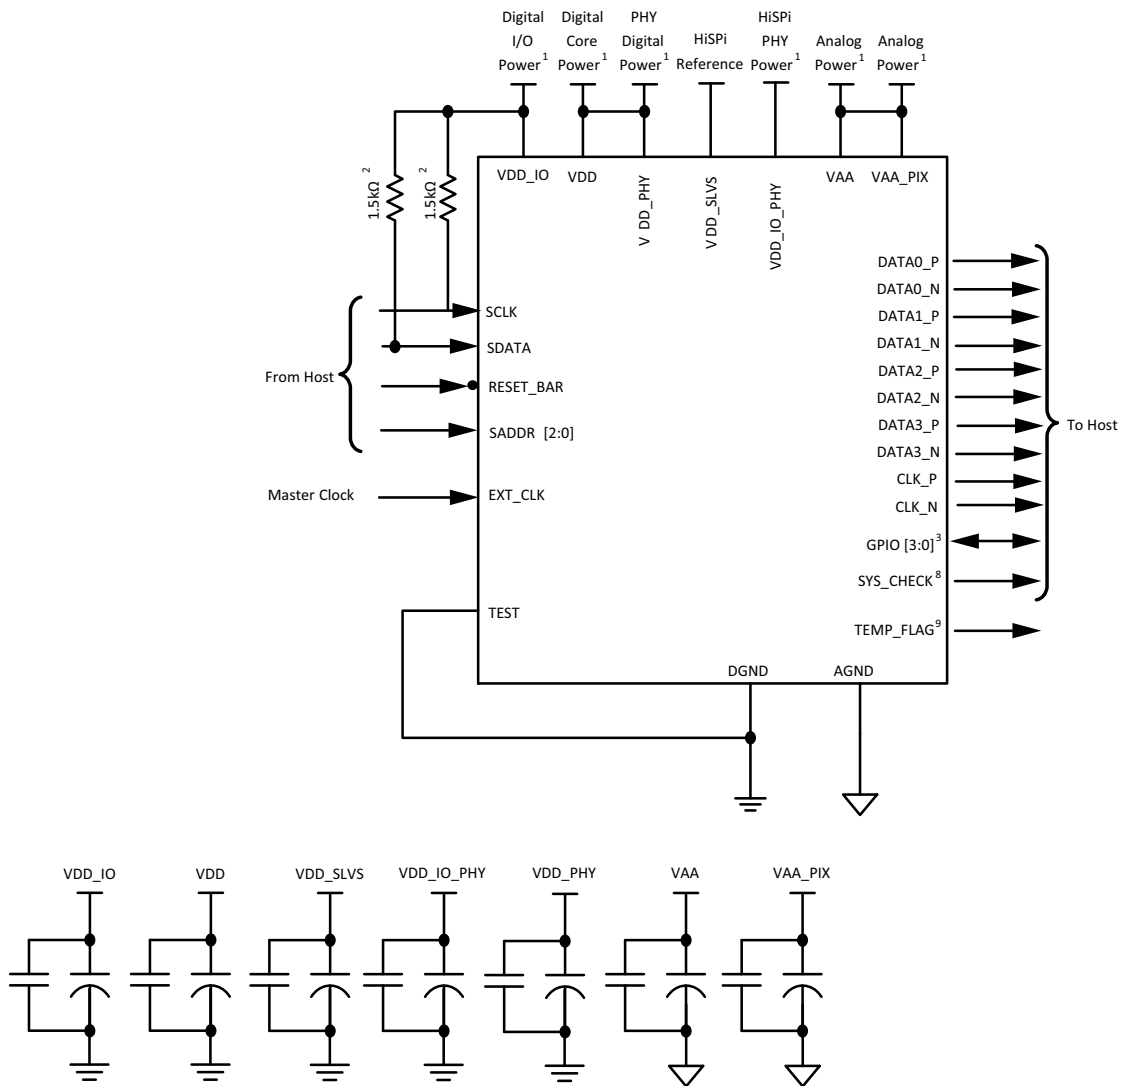 Digital
I/O
Power1
Digital
Core
Power1
PHY
Digital
Power1
HiSPi
Reference
HiSPi
PHY
Power1
Analog
Power1
Analog
Power1
1.5kΩ 2
1.5kΩ 2
VDD_IO
VDD
V DD_PHY
V DD_SLVS
VDD_IO_PHY
VAA
VAA_PIX
From Host
SCLK
SDATA
RESET_BAR
SADDR [2:0]
Master Clock
EXT_CLK
TEST
DATA0_P
DATA0_N
DATA1_P
DATA1_N
DATA2_P
DATA2_N
DATA3_P
DATA3_N
CLK_P
CLK_N
GPIO [3:0]3
SYS_CHECK8
TEMP_FLAG9
To Host
DGND
AGND
VDD_IO
VDD
VDD_SLVS
VDD_IO_PHY
VDD_PHY
VAA
VAA_PIX